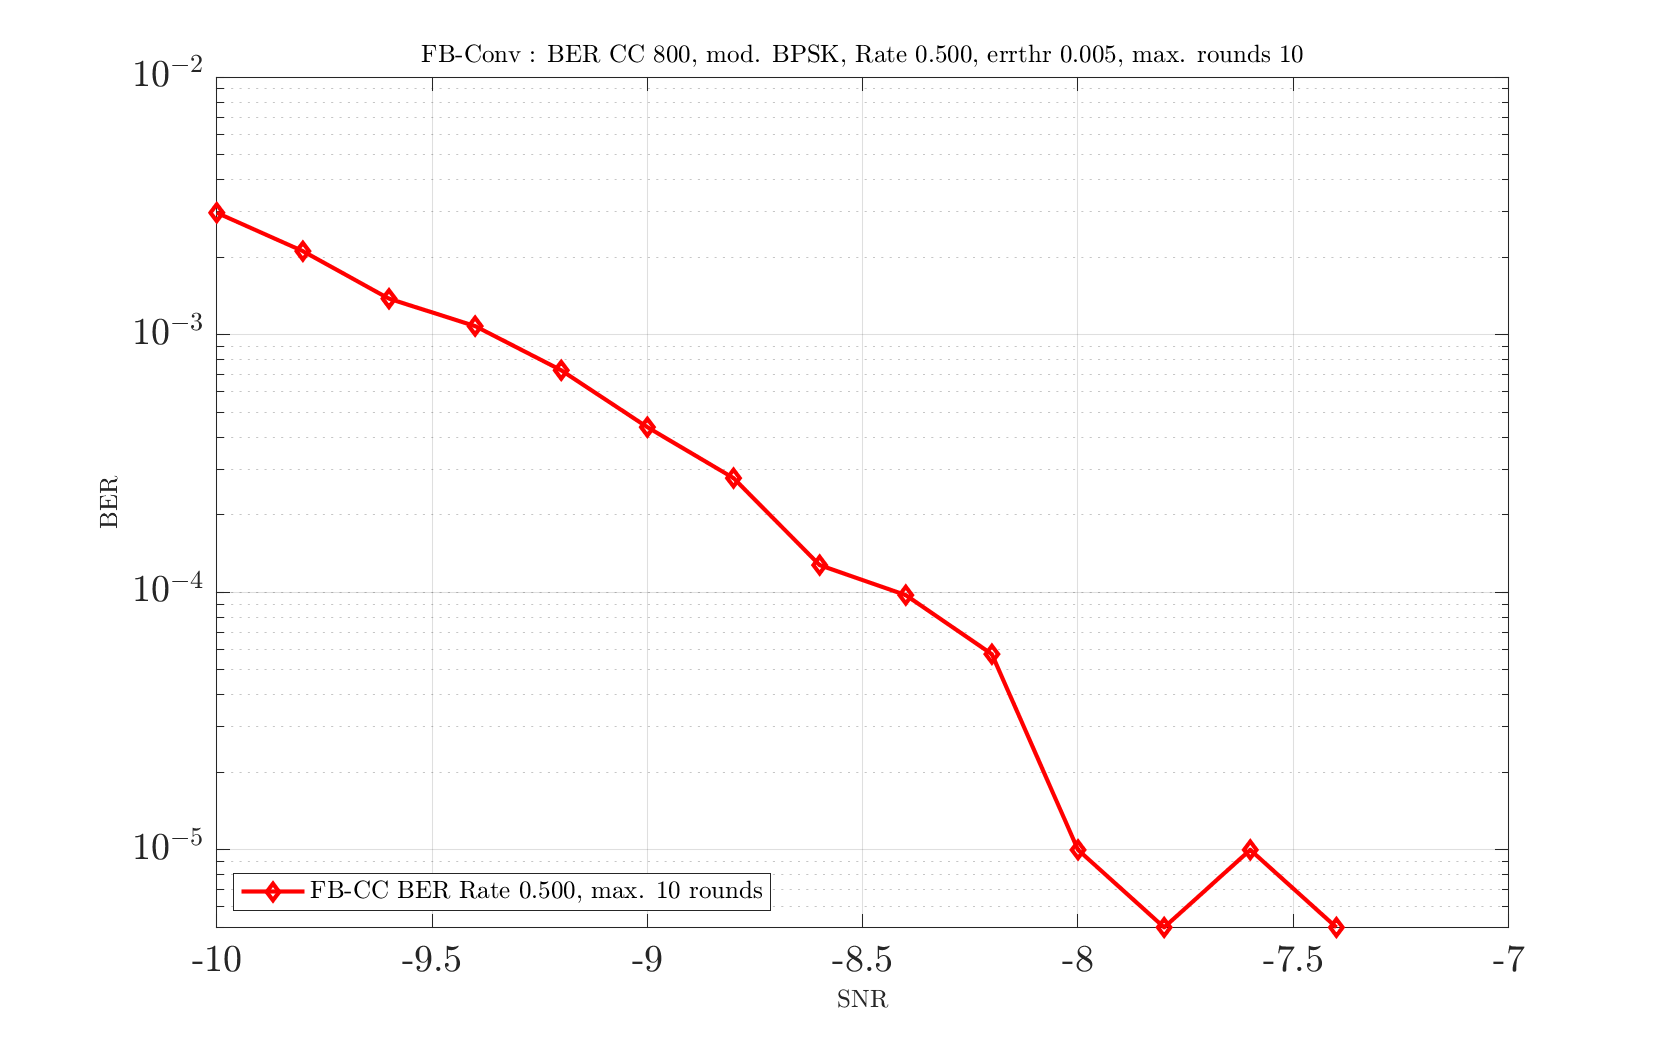 FB-Conv : BER CC 800, mod. BPSK, Rate 0.500, errthr 0.005, max. rounds 10
10^{-2}
10^{-3}
10^{-4}
10^{-5}
BER
FB-CC BER Rate 0.500, max. 10 rounds
-10 -9.5 -9 -8.5 -8 -7.5 -7
SNR